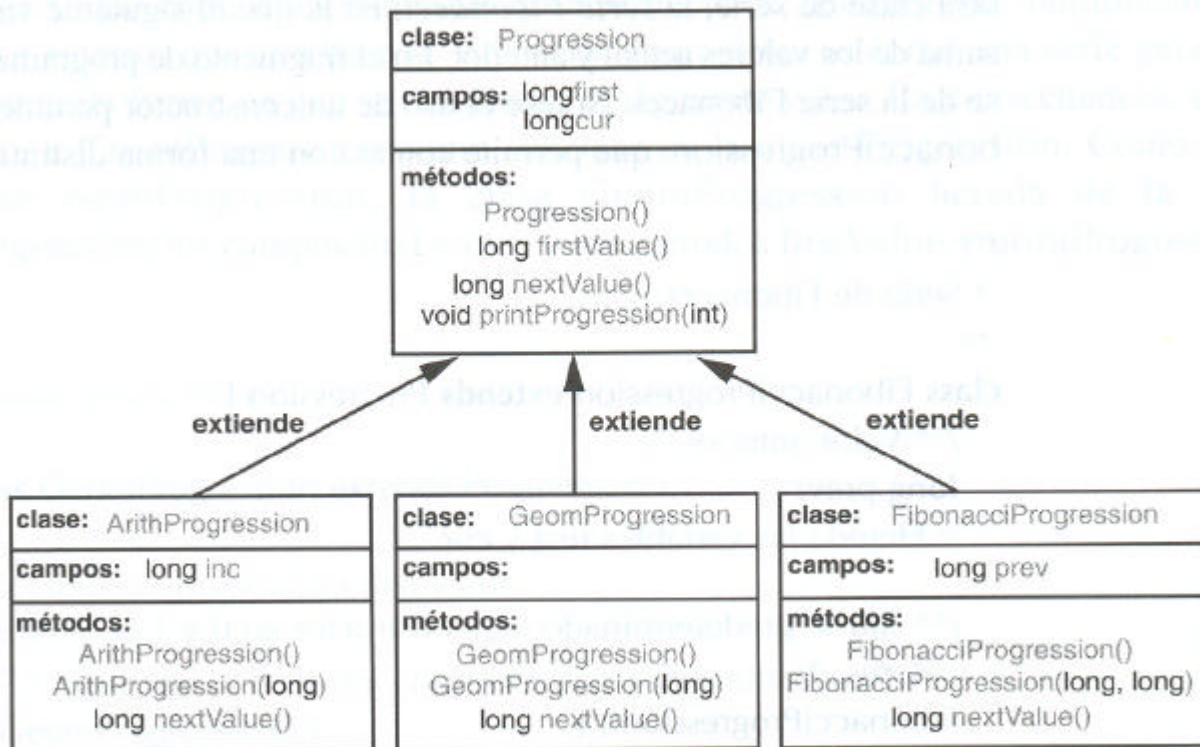 clase: Progression
campos: longfirst
longcur
métodos:
Progression()
long firstValue()
long nextValue()
void printProgression(int)
extiende
extiende
extiende
clase: ArithProgression
campos: long inc
métodos:
ArithProgression()
ArithProgression(long)
long nextValue()
clase: GeomProgression
campos:
métodos:
GeomProgression()
GeomProgression(long)
long nextValue()
clase: FibonacciProgression
campos: long prev
métodos:
FibonacciProgression()
FibonacciProgression(long, long)
long nextValue()